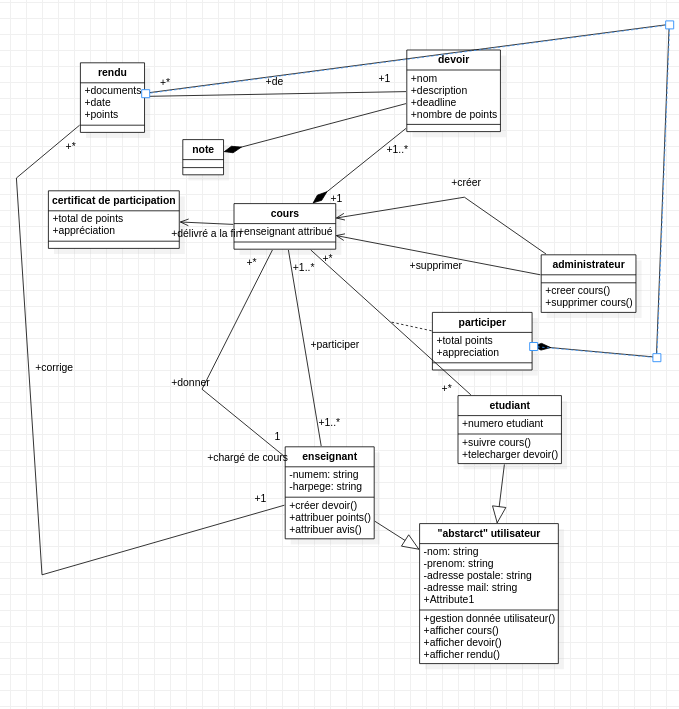 rendu
+documents
+date
+points
+*
+de
+1
devoir
+nom
+description
+deadline
+nombre de points
note
+*
+1..*
+1
+créer
certificat de participation
+total de points
+appréciation
+délivré a la fin
cours
+enseignant attribué
+*
+1..*
+*
+supprimer
administrateur
+creer cours()
+supprimer cours()
participer
+total points
+appreciation
+participer
+corrige
+donner
+*
etudiant
+numero etudiant
+suivre cours()
+telecharger devoir()
+1..*
1
+chargé de cours
+1
enseignant
-numem: string
-harpege: string
+créer devoir()
+attribuer points()
+attribuer avis()
"abstarct" utilisateur
-nom: string
-prenom: string
-adresse postale: string
-adresse mail: string
+Attribute1
+gestion donnée utilisateur()
+afficher cours()
+afficher devoir()
+afficher rendu()